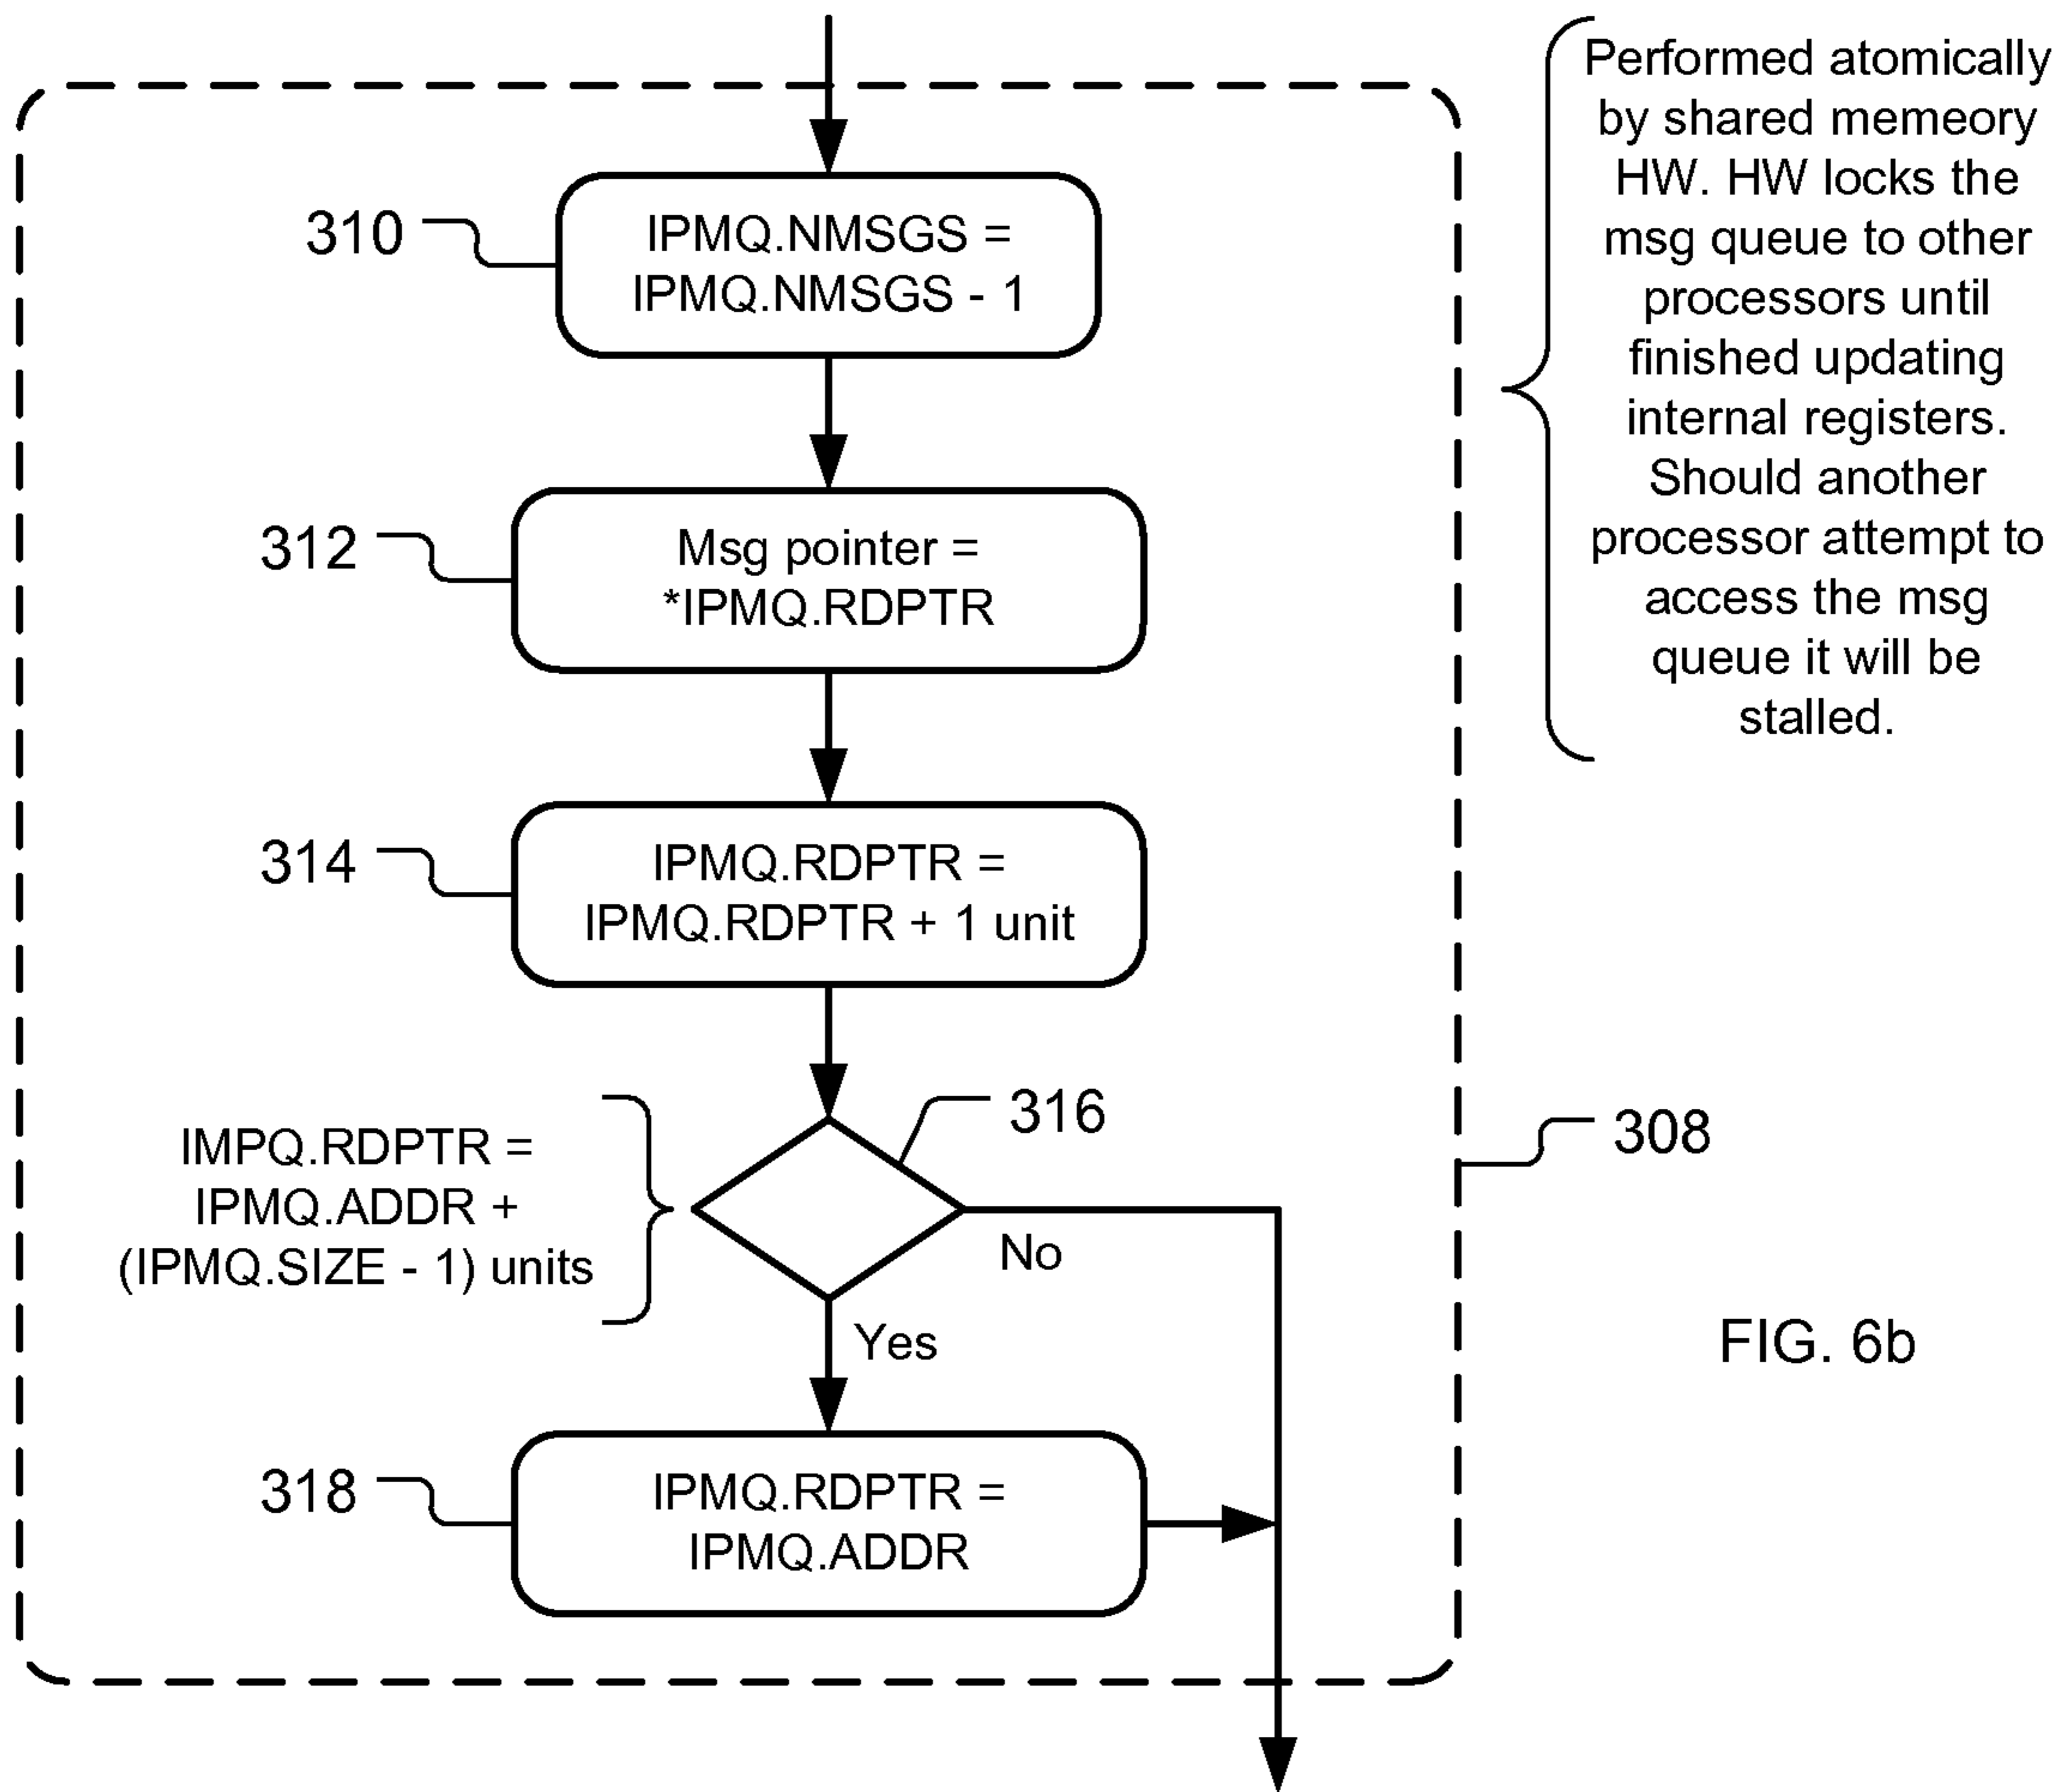 Performed atomically
by shared memeory
HW. HW locks the
msg queue to other
processors until
finished updating
internal registers.
Should another
processor attempt to
access the msg
queue it will be
stalled.
310
IPMQ.NMSGS =
IPMQ.NMSGS - 1
312
Msg pointer =
*IPMQ.RDPTR
314
IPMQ.RDPTR =
IPMQ.RDPTR + 1 unit
316
IMPQ.RDPTR =
IPMQ.ADDR +
(IPMQ.SIZE - 1) units
No
Yes
308
318
IPMQ.RDPTR =
IPMQ.ADDR
FIG. 6b